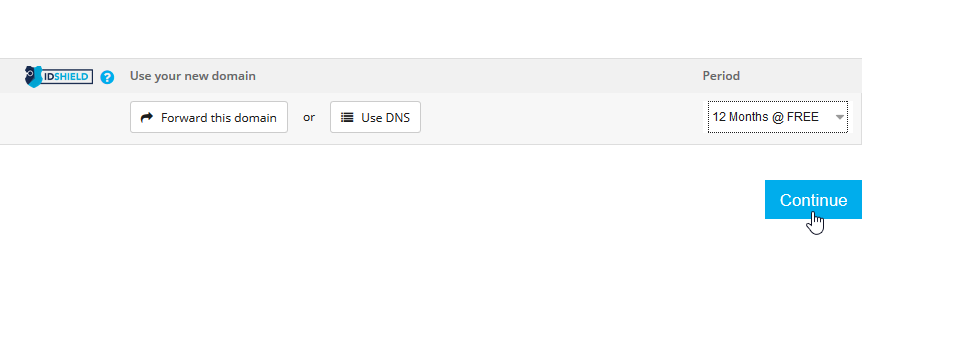 IDSHIELD ? Use your new domain Period
Forward this domain or Use DNS 12 Months @ FREE
Continue